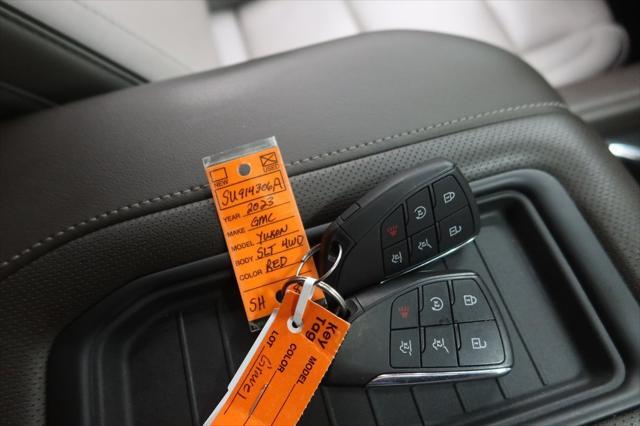 NEW
USED
SU914306A
YEAR 2023
MAKE GMC
MODEL YUKON
BODY SLT 4WD
COLOR RED
SH
Key Tag
MODEL
COLOR
LOT